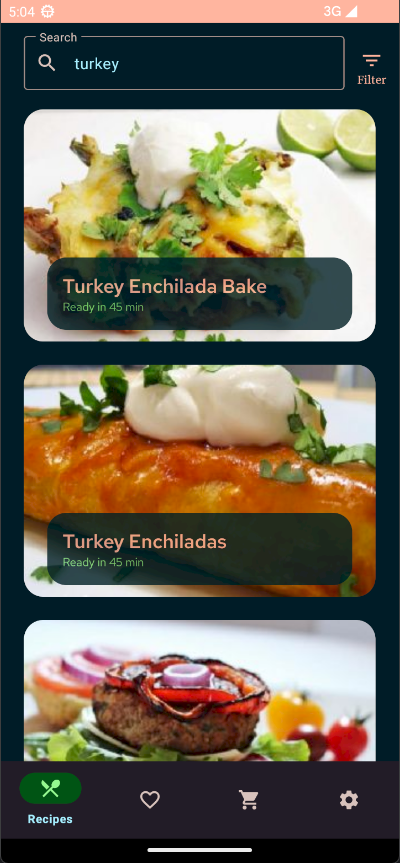 5:04
3G
Search
turkey
Filter
Turkey Enchilada Bake
Ready in 45 min
Turkey Enchiladas
Ready in 45 min
Recipes